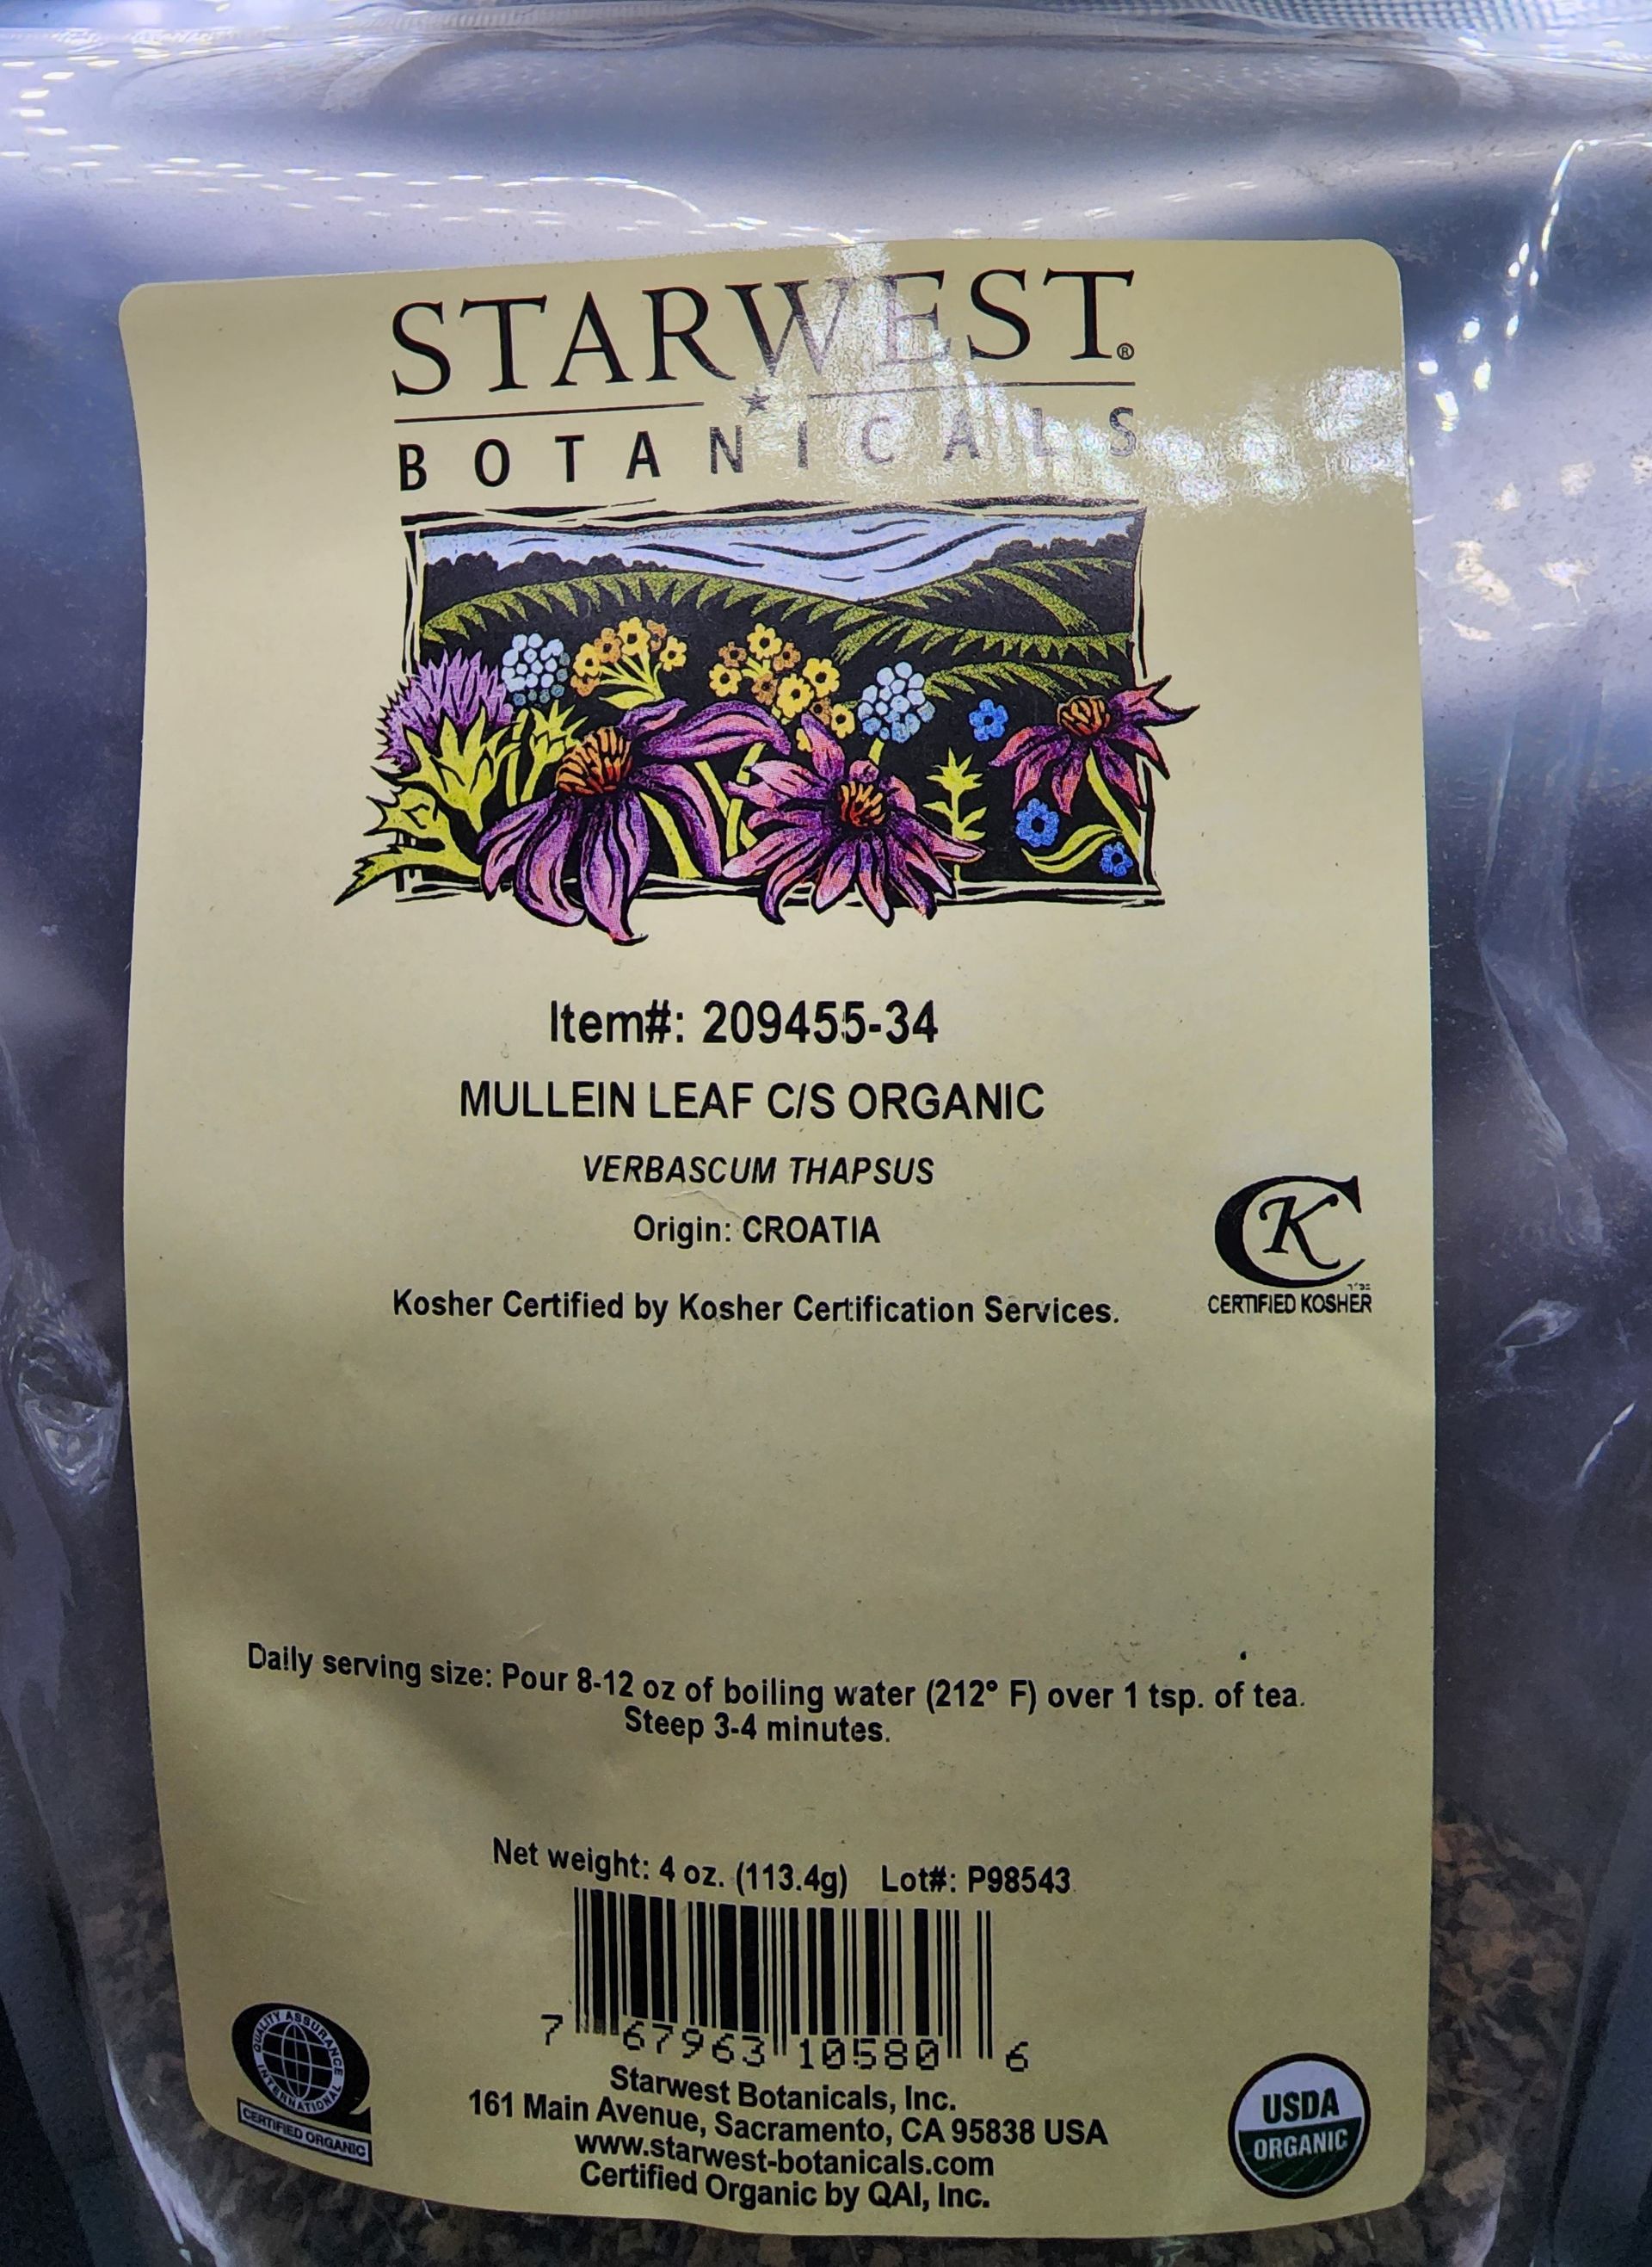 STARWEST®
BOTANICALS
Item#: 209455-34
MULLEIN LEAF C/S ORGANIC
VERBASCUM THAPSUS
Origin: CROATIA
Kosher Certified by Kosher Certification Services.
CK
CERTIFIED KOSHER
Daily serving size: Pour 8-12 oz of boiling water (212° F) over 1 tsp. of tea.
Steep 3-4 minutes.
Net weight: 4 oz. (113.4g) Lot#: P98543
7 67963 10580 6
Starwest Botanicals, Inc.
161 Main Avenue, Sacramento, CA 95838 USA
www.starwest-botanicals.com
Certified Organic by QAI, Inc.
QUALITY ASSURANCE
INTERNATIONAL
CERTIFIED ORGANIC
USDA
ORGANIC